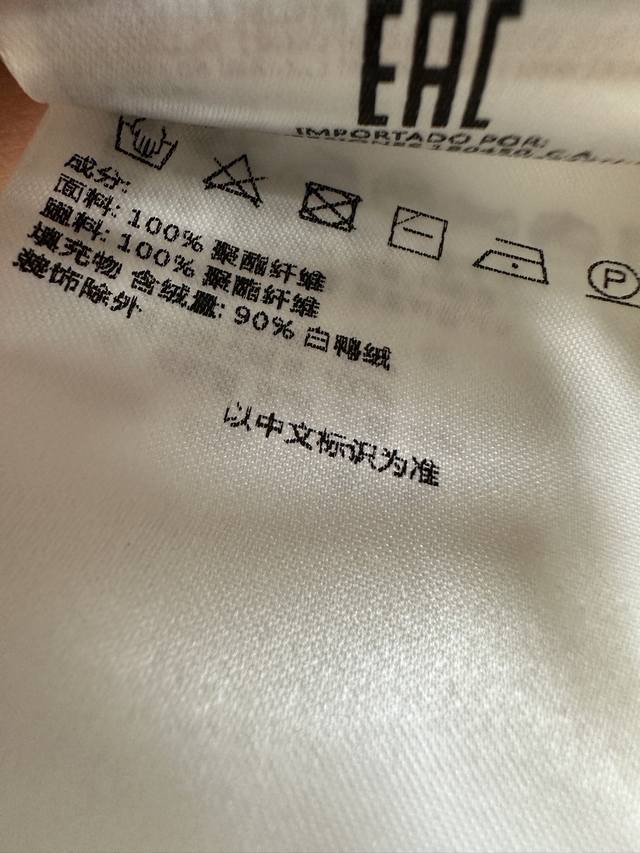 EAC
IMPORTADO POR:
成分:
面料: 100% 聚酯纤维
里料: 100% 聚酯纤维
填充物 含绒量: 90% 白鸭绒
装饰除外
以中文标识为准
P